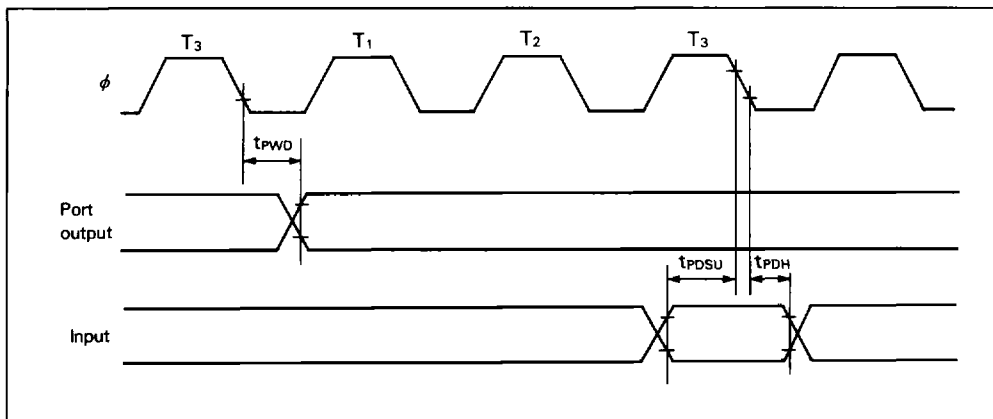 T3 T1 T2 T3
φ
tPWD
Port
output
tPDSU tPDH
Input